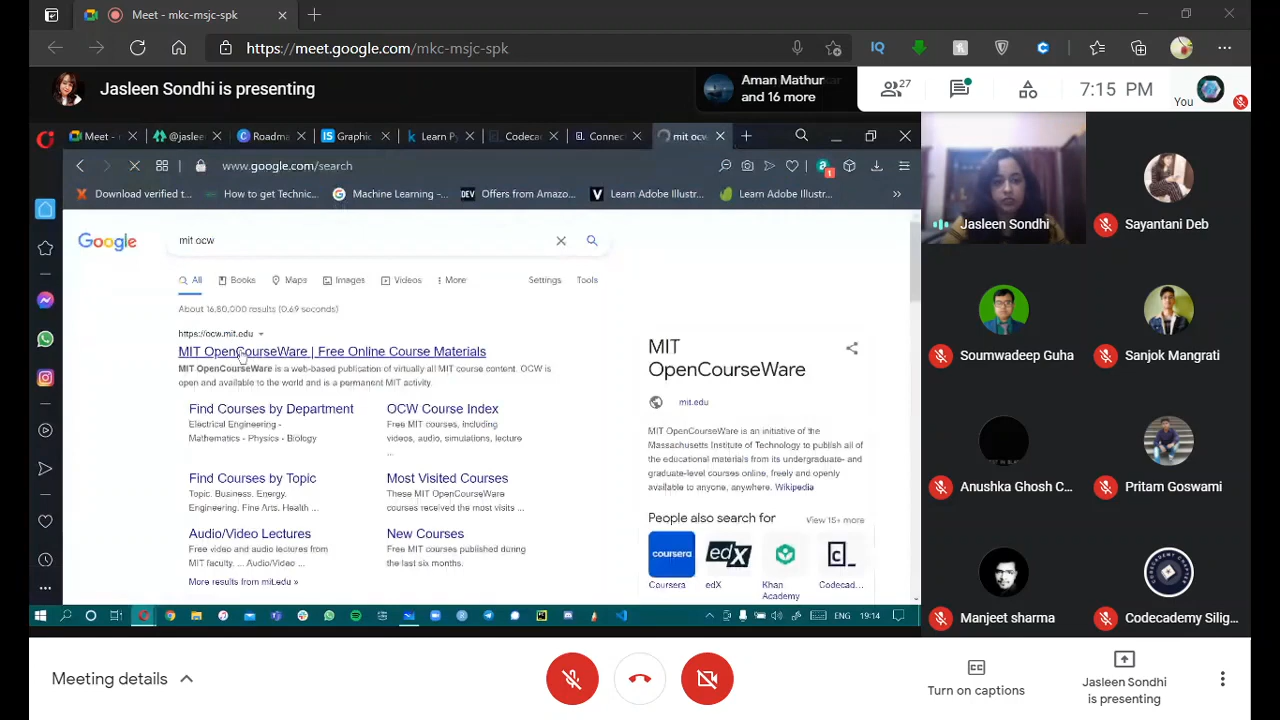 Meet - mkc-msjc-spk
https://meet.google.com/mkc-msjc-spk
IQ
Jasleen Sondhi is presenting
Aman Mathur
and 16 more
27
7:15 PM
You
Meet -
@jaslee
Roadma
IS
Graphic
Learn Py
Codecad
Connect
mit ocw
www.google.com/search
1
Download verified t...
How to get Technic...
Machine Learning -...
DEV
Offers from Amazo...
Learn Adobe Illustr...
Learn Adobe Illustr...
Google
mit ocw
All
Books
Maps
Images
Videos
More
Settings
Tools
About 16,80,000 results (0.69 seconds)
https://ocw.mit.edu
MIT OpenCourseWare | Free Online Course Materials
MIT OpenCourseWare is a web-based publication of virtually all MIT course content. OCW is
open and available to the world and is a permanent MIT activity.
Find Courses by Department
Electrical Engineering -
Mathematics - Physics - Biology
OCW Course Index
Free MIT courses, including
videos, audio, simulations, lecture
...
Find Courses by Topic
Topic. Business. Energy.
Engineering. Fine Arts. Health ...
Most Visited Courses
These MIT OpenCourseWare
courses received the most visits ...
Audio/Video Lectures
Free video and audio lectures from
MIT faculty. ... Audio/Video ...
New Courses
Free MIT courses published during
the last six months.
More results from mit.edu »
MIT
OpenCourseWare
mit.edu
MIT OpenCourseWare is an initiative of the
Massachusetts Institute of Technology to publish all of
the educational materials from its undergraduate- and
graduate-level courses online, freely and openly
available to anyone, anywhere. Wikipedia
People also search for
View 15+ more
coursera
edX
Coursera
edX
Khan
Academy
Codecad...
ENG
19:14
Jasleen Sondhi
Sayantani Deb
Soumwadeep Guha
Sanjok Mangrati
Anushka Ghosh C...
Pritam Goswami
Manjeet sharma
Codecademy Silig...
Meeting details
CC
Turn on captions
Jasleen Sondhi
is presenting